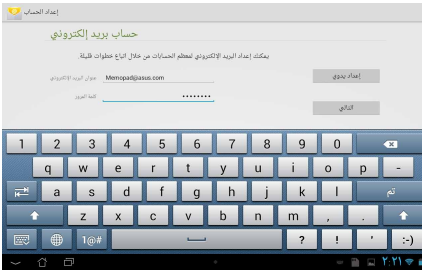 إعداد الحساب
حساب بريد إلكتروني
يمكنك إعداد البريد الإلكتروني لمعظم الحسابات من خلال اتباع خطوات قليلة.
عنوان البريد الإلكتروني Memopad@asus.com إعداد يدوي
كلمة المرور ••••••••
التالي
1 2 3 4 5 6 7 8 9 0
q w e r t y u i o p -
a s d f g h j k l تم
z x c v b n m , .
1@# ? ! ' :-)
٢:٢١